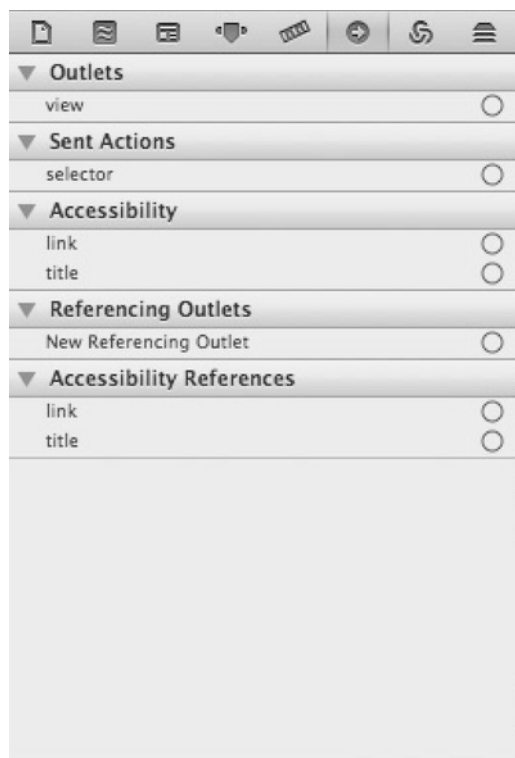 Outlets
view
Sent Actions
selector
Accessibility
link
title
Referencing Outlets
New Referencing Outlet
Accessibility References
link
title